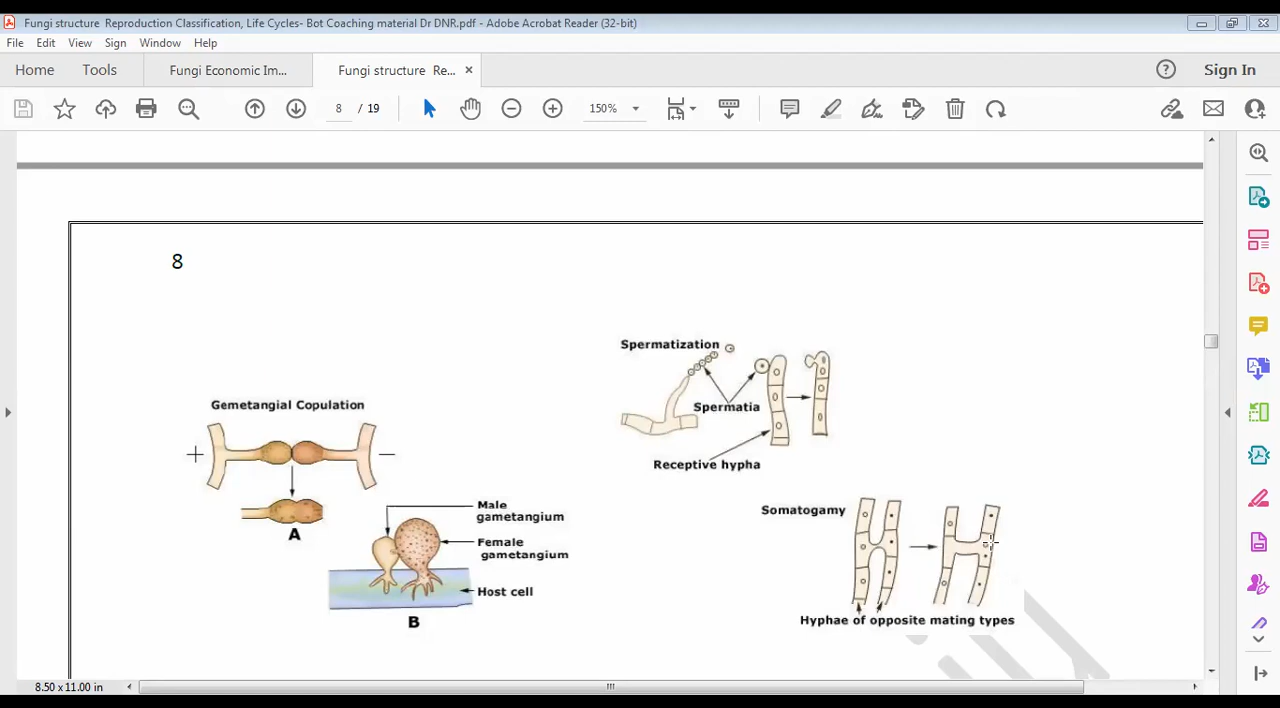 Fungi structure Reproduction Classification, Life Cycles- Bot Coaching material Dr DNR.pdf - Adobe Acrobat Reader (32-bit)
File Edit View Sign Window Help
Home Tools Fungi Economic Im... Fungi structure Re... × Sign In
8 / 19 150%
8
Spermatization
Spermatia
Receptive hypha
Gemetangial Copulation
+ −
A
Male gametangium
Female gametangium
Host cell
B
Somatogamy
Hyphae of opposite mating types
8.50 x 11.00 in